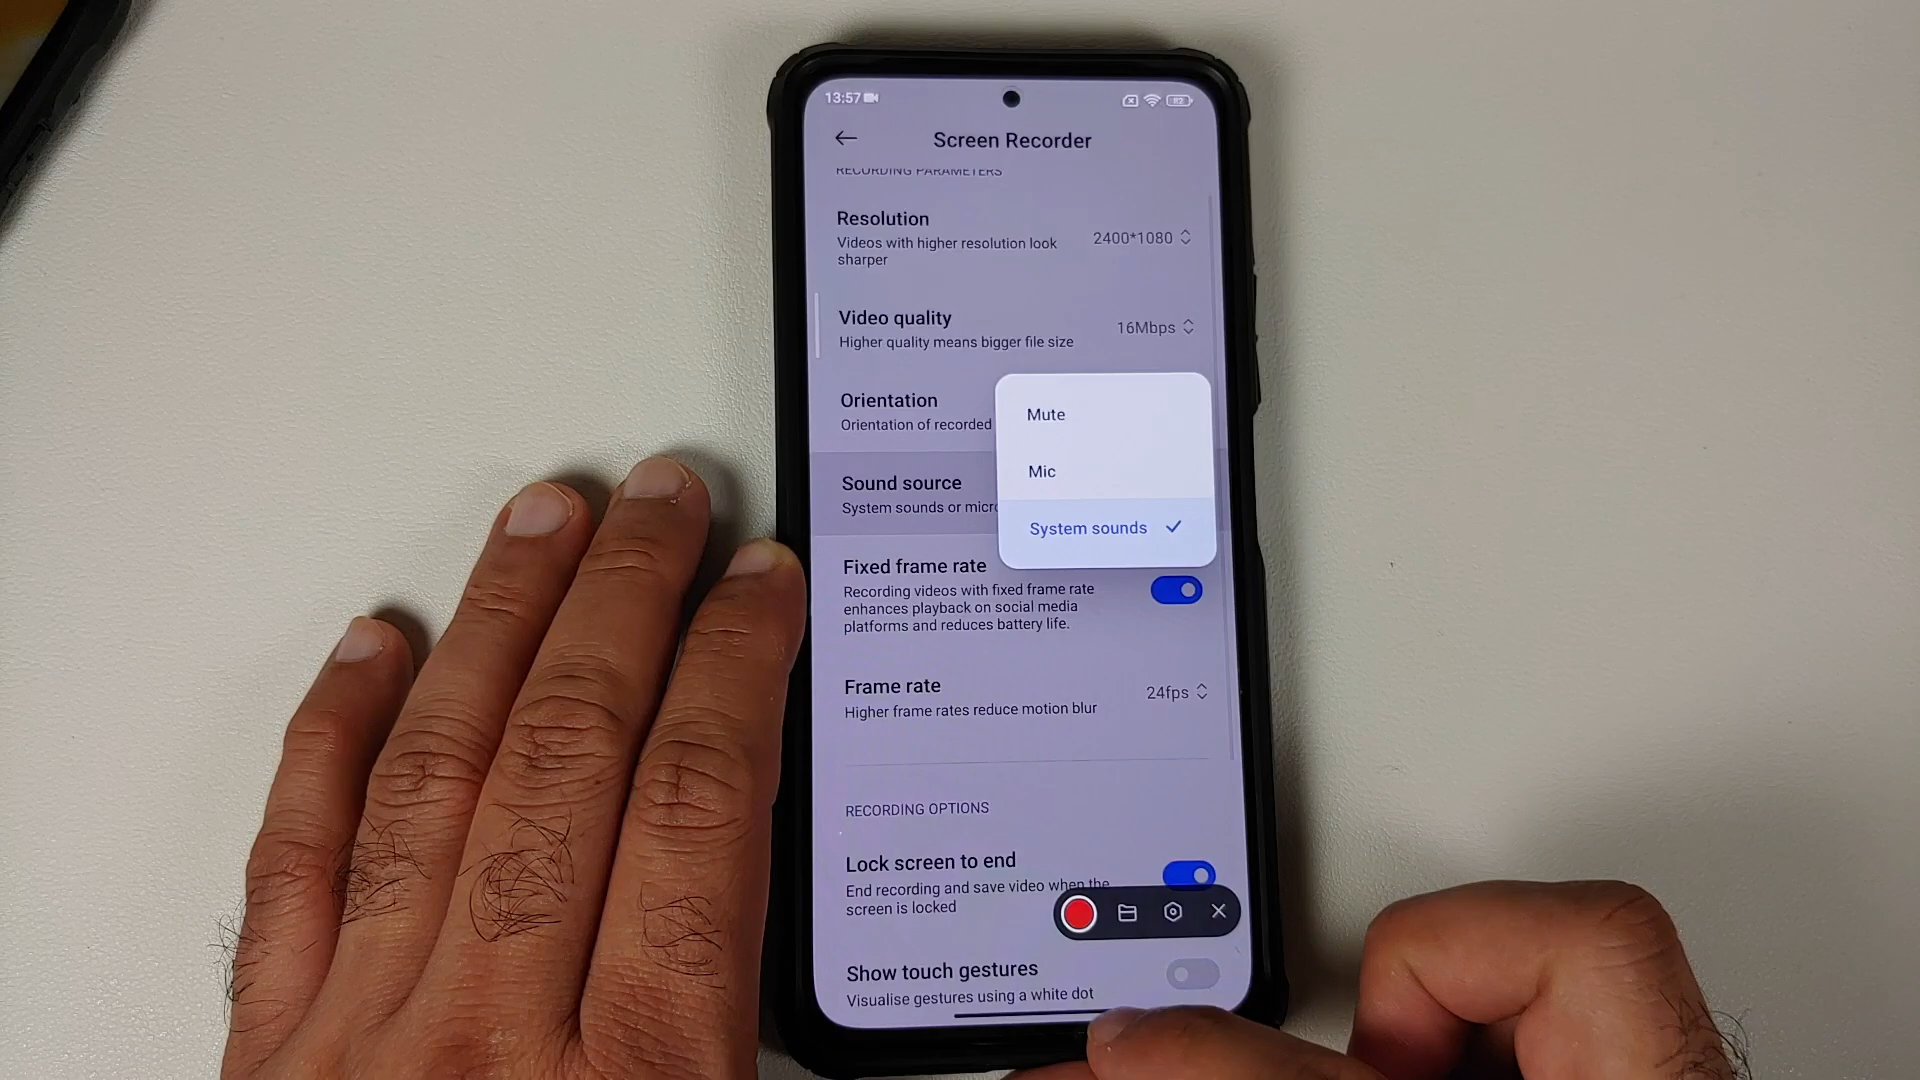 13:57
82
Screen Recorder
RECORDING PARAMETERS
Resolution
Videos with higher resolution look
sharper
2400*1080
Video quality
Higher quality means bigger file size
16Mbps
Orientation
Orientation of recorded
Mute
Mic
System sounds
Sound source
System sounds or micro
Fixed frame rate
Recording videos with fixed frame rate
enhances playback on social media
platforms and reduces battery life.
Frame rate
Higher frame rates reduce motion blur
24fps
RECORDING OPTIONS
Lock screen to end
End recording and save video when the
screen is locked
Show touch gestures
Visualise gestures using a white dot